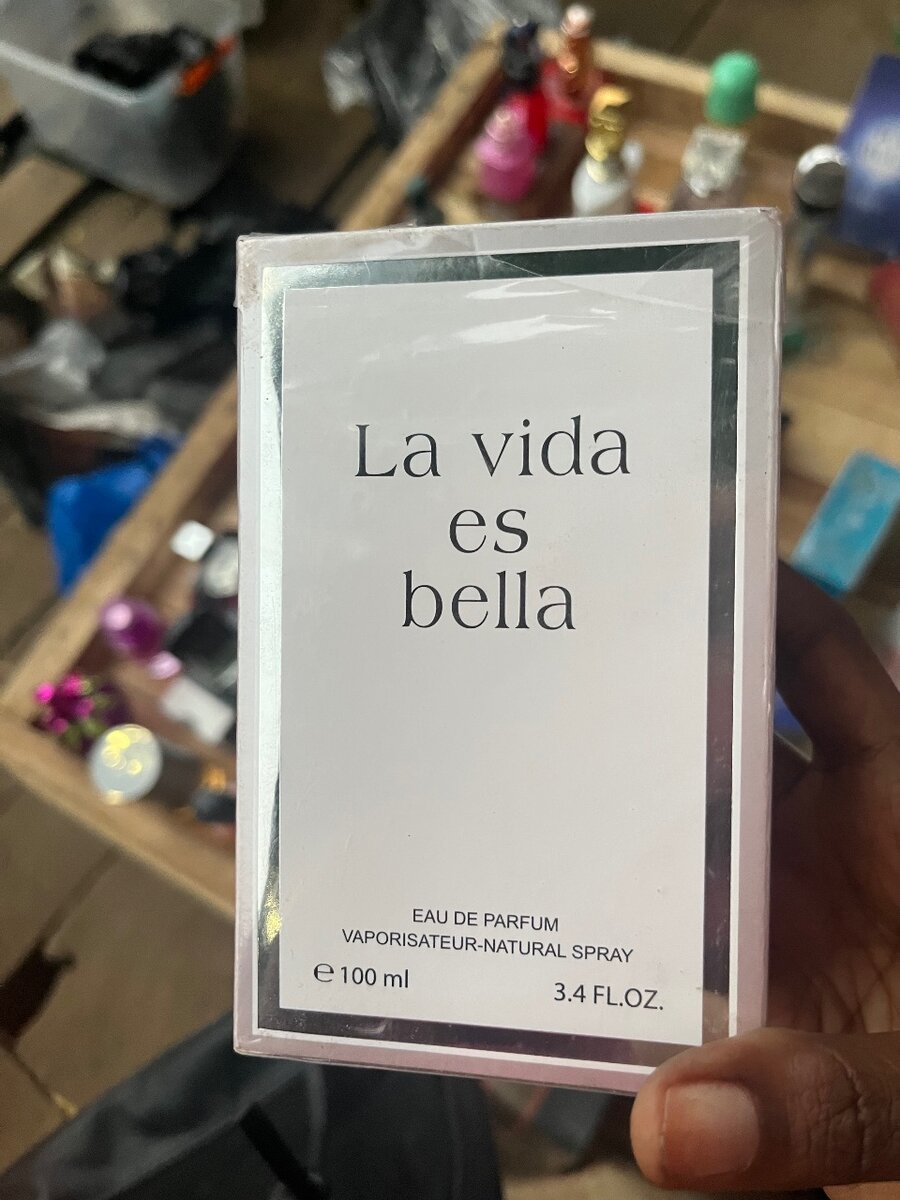 La vida
es
bella
EAU DE PARFUM
VAPORISATEUR-NATURAL SPRAY
℮ 100 ml
3.4 FL.OZ.